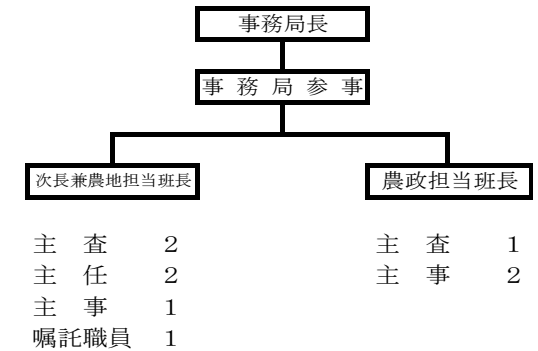 事務局長
事務局参事
次長兼農地担当班長
農政担当班長
主査 2
主任 2
主事 1
嘱託職員 1
主査 1
主事 2